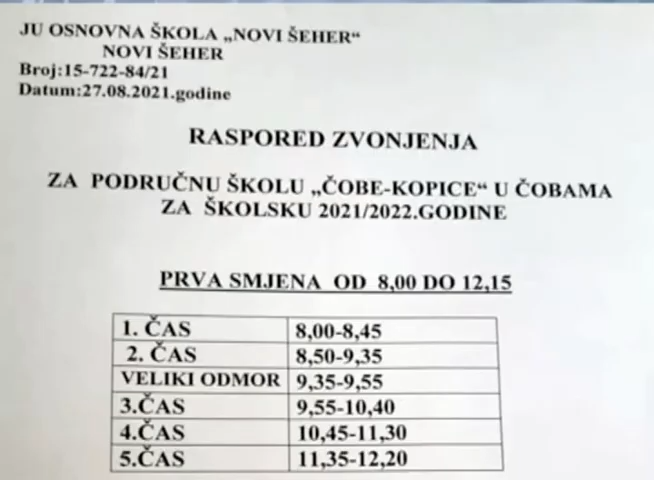 JU OSNOVNA ŠKOLA „NOVI ŠEHER“
NOVI ŠEHER
Broj:15-722-84/21
Datum:27.08.2021.godine
RASPORED ZVONJENJA
ZA PODRUČNU ŠKOLU „ČOBE-KOPICE“ U ČOBAMA
ZA ŠKOLSKU 2021/2022.GODINE
PRVA SMJENA OD 8,00 DO 12,15
1. ČAS 8,00-8,45
2. ČAS 8,50-9,35
VELIKI ODMOR 9,35-9,55
3.ČAS 9,55-10,40
4.ČAS 10,45-11,30
5.ČAS 11,35-12,20